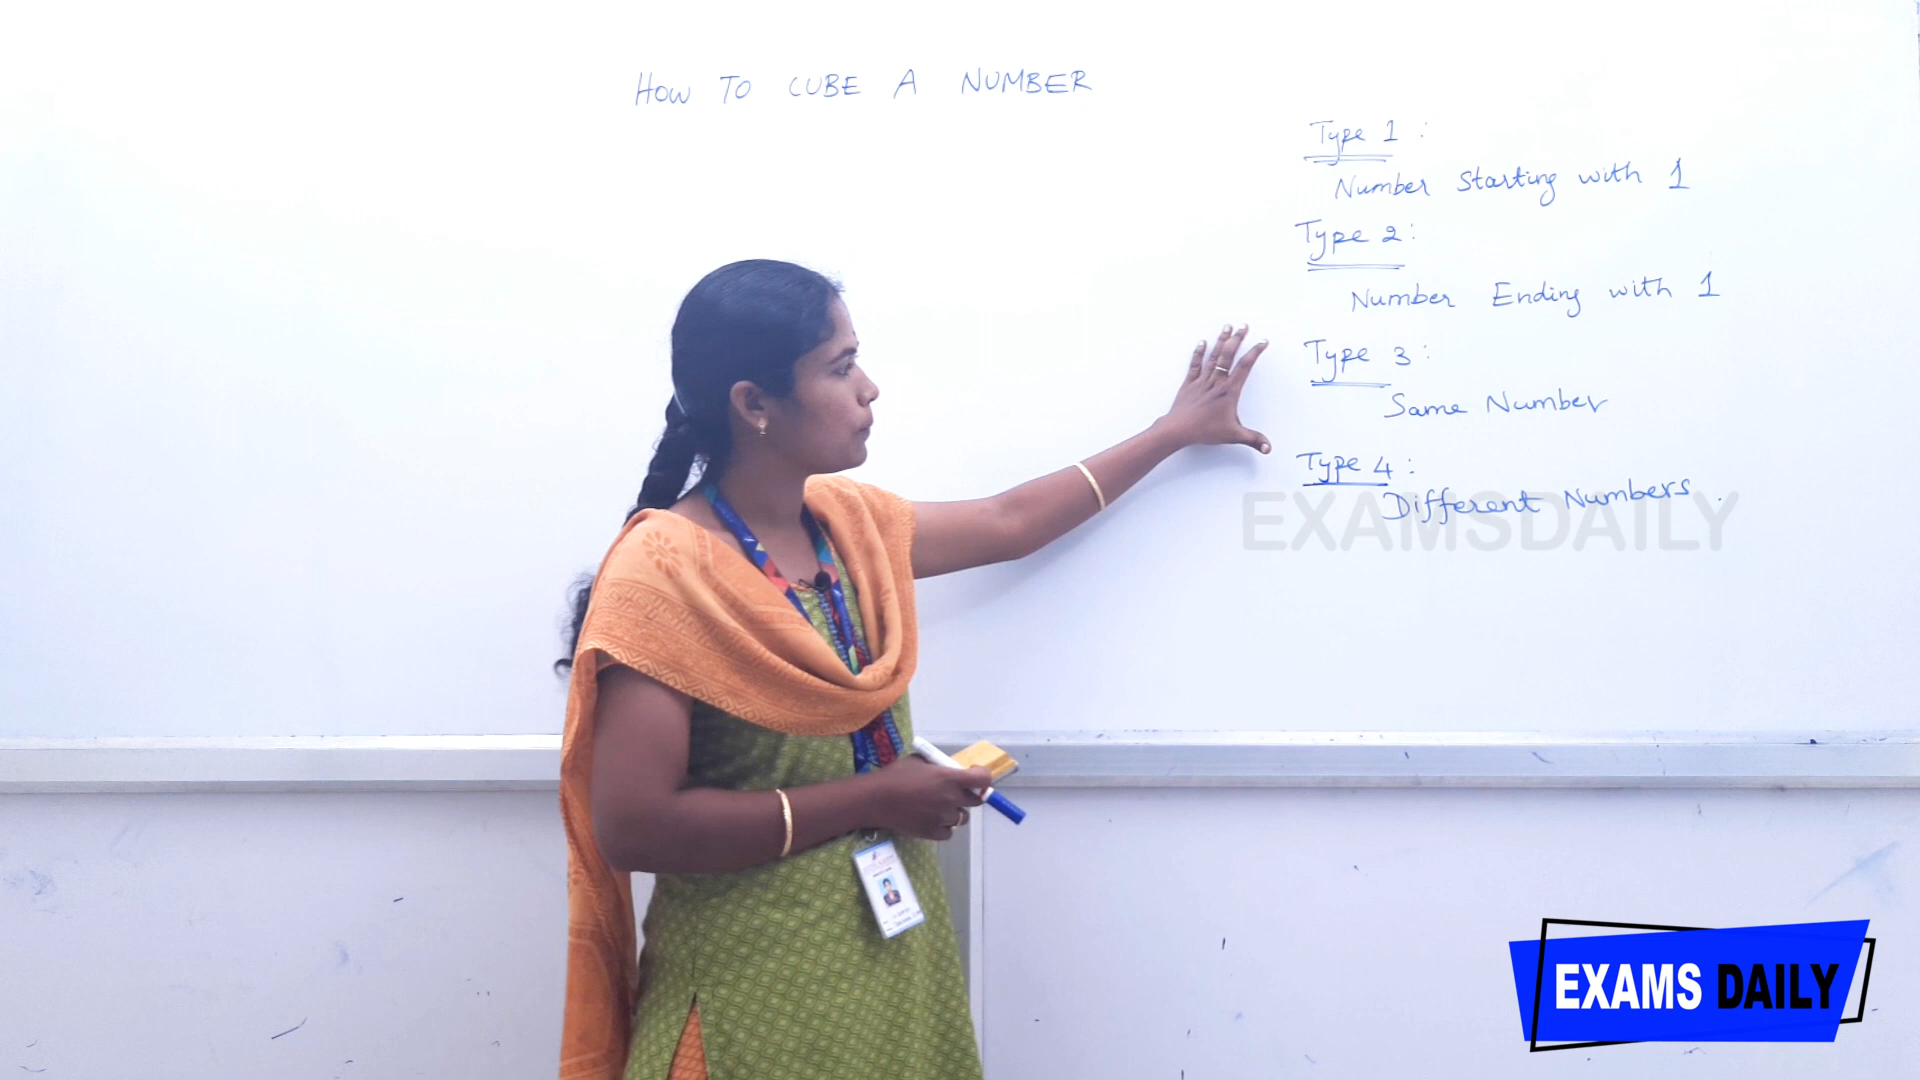 HOW TO CUBE A NUMBER
Type 1 :
Number Starting with 1
Type 2 :
Number Ending with 1
Type 3 :
Same Number
Type 4 :
Different Numbers .
EXAMSDAILY
EXAMS DAILY